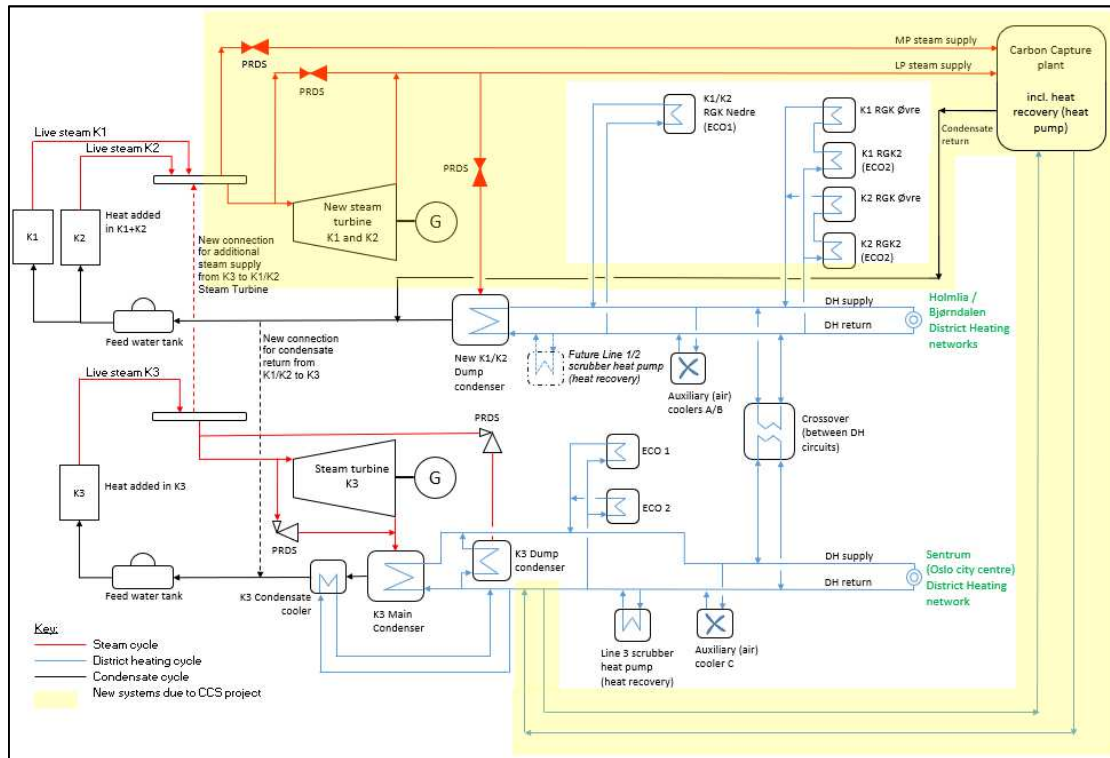 MP steam supply
LP steam supply
PRDS
PRDS
Carbon Capture
plant
incl. heat
recovery (heat
pump)
Condensate
return
K1/K2
RGK Nedre
(ECO1)
K1 RGK Øvre
K1 RGK2
(ECO2)
K2 RGK Øvre
K2 RGK2
(ECO2)
Live steam K1
Live steam K2
PRDS
K1
K2
Heat added
in K1+K2
New steam
turbine
K1 and K2
G
New connection
for additional
steam supply
from K3 to K1/K2
Steam Turbine
DH supply
DH return
Holmlia /
Bjørndalen
District Heating
networks
Feed water tank
New connection
for condensate
return from
K1/K2 to K3
New K1/K2
Dump
condenser
Future Line 1/2
scrubber heat pump
(heat recovery)
Auxiliary (air)
coolers A/B
Crossover
(between DH
circuits)
Live steam K3
PRDS
K3
Heat added in K3
Steam turbine
K3
G
ECO 1
ECO 2
PRDS
K3 Dump
condenser
DH supply
DH return
Sentrum
(Oslo city centre)
District Heating
network
Feed water tank
K3 Condensate
cooler
K3 Main
Condenser
Line 3 scrubber
heat pump
(heat recovery)
Auxiliary (air)
cooler C
Key:
Steam cycle
District heating cycle
Condensate cycle
New systems due to CCS project